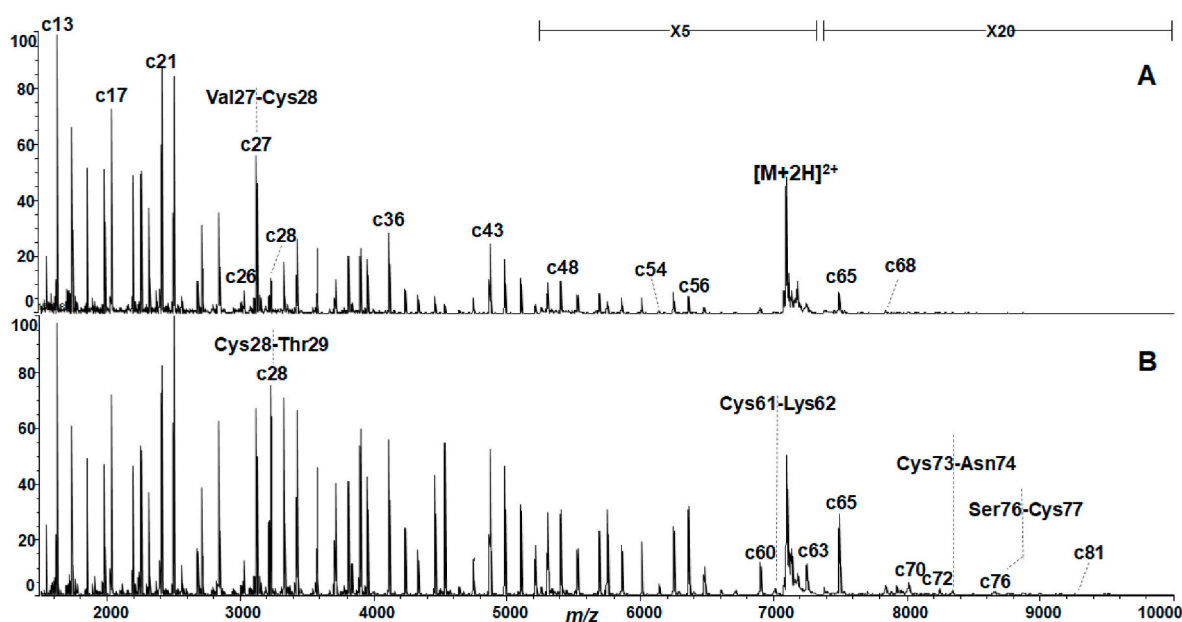 c13
X5
X20
100
80
60
40
20
0
c17
c21
Val27-Cys28
c27
c26
c28
c36
c43
c48
c54
c56
[M+2H]2+
c65
c68
A
100
80
60
40
20
0
Cys28-Thr29
c28
B
Cys61-Lys62
Cys73-Asn74
Ser76-Cys77
c60
c63
c65
c70
c72
c76
c81
2000 3000 4000 5000 6000 7000 8000 9000 10000
m/z